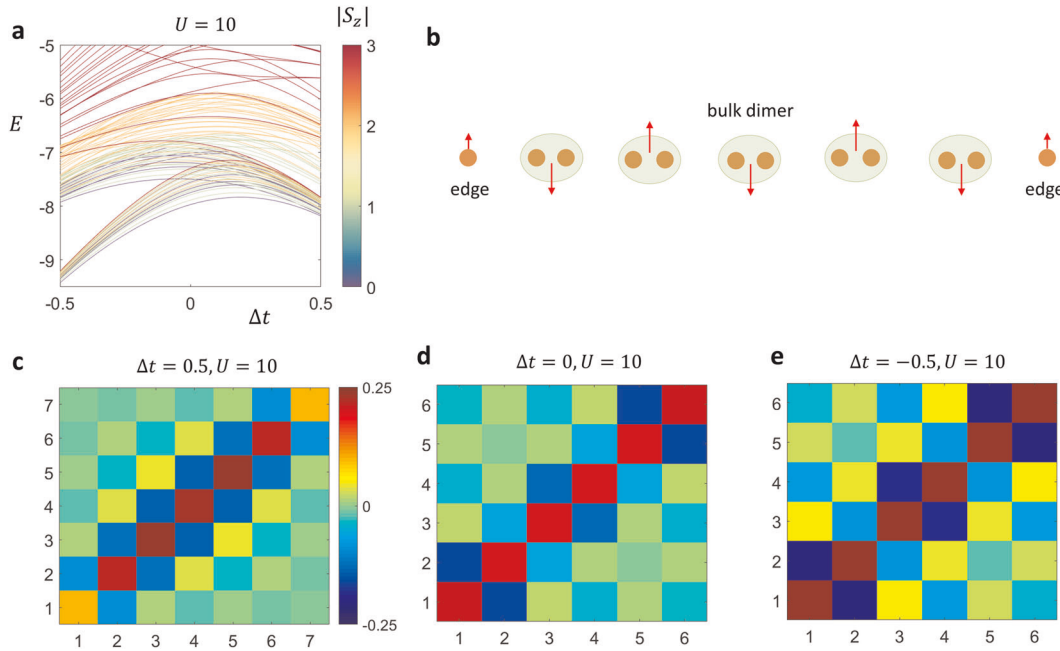 a
U = 10
|S_z|
-5
-6
-7
-8
-9
E
-0.5
0
0.5
Δt
3
2
1
0
b
bulk dimer
edge
edge
c
Δt = 0.5, U = 10
7
6
5
4
3
2
1
1 2 3 4 5 6 7
0.25
0
-0.25
d
Δt = 0, U = 10
6
5
4
3
2
1
1 2 3 4 5 6
e
Δt = −0.5, U = 10
6
5
4
3
2
1
1 2 3 4 5 6